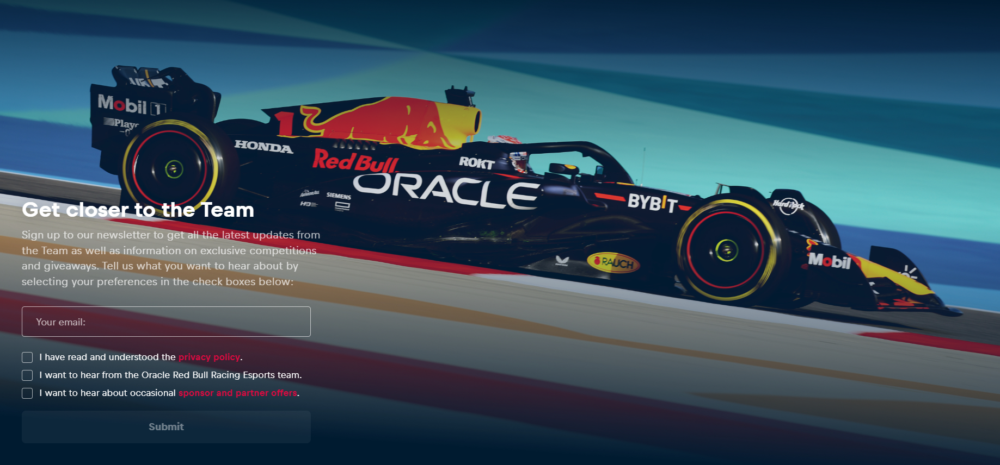 Mobil 1
HONDA
1
Red Bull
ROKT
ORACLE
SIEMENS
BYBIT
Hard Rock
RAUCH
Mobil
Get closer to the Team
Sign up to our newsletter to get all the latest updates from
the Team as well as information on exclusive competitions
and giveaways. Tell us what you want to hear about by
selecting your preferences in the check boxes below:
Your email:
I have read and understood the privacy policy.
I want to hear from the Oracle Red Bull Racing Esports team.
I want to hear about occasional sponsor and partner offers.
Submit